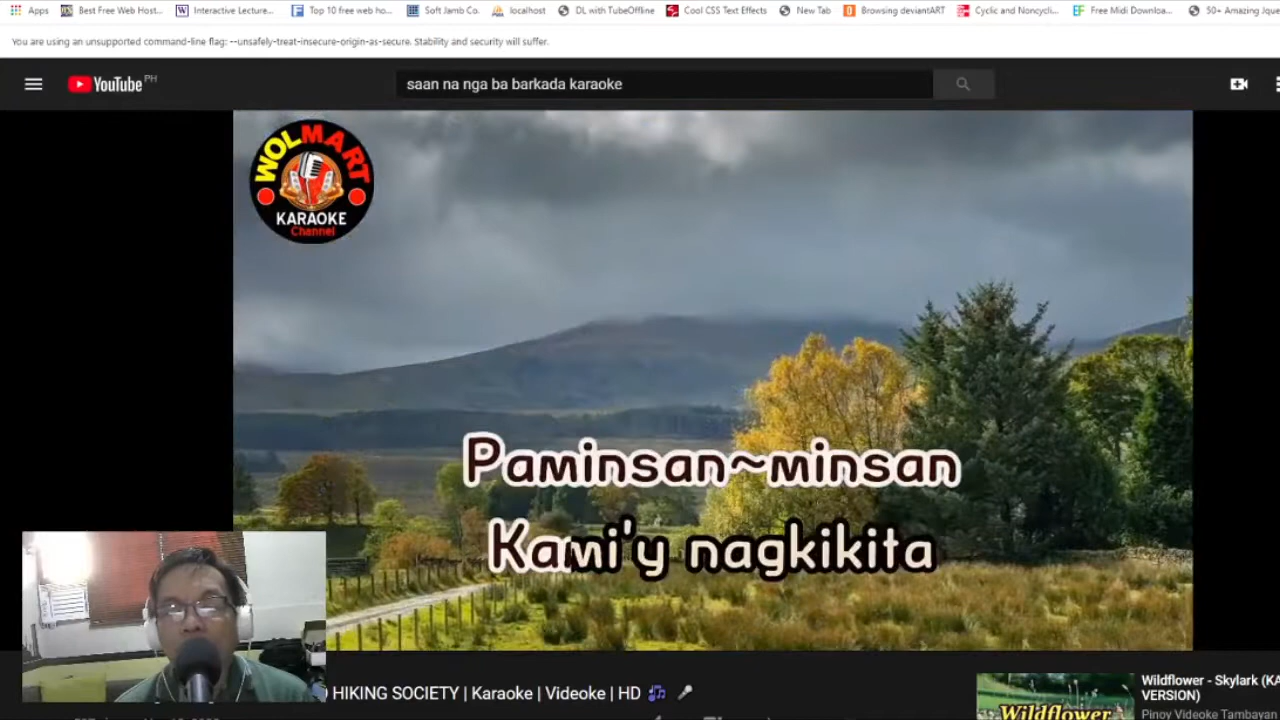 Apps
Best Free Web Host...
Interactive Lecture...
Top 10 free web ho...
Soft Jamb Co.
localhost
DL with TubeOffline
Cool CSS Text Effects
New Tab
Browsing deviantART
Cyclic and Noncycli...
Free Midi Downloa...
50+ Amazing Jque
You are using an unsupported command-line flag: --unsafely-treat-insecure-origin-as-secure. Stability and security will suffer.
YouTube PH
saan na nga ba barkada karaoke
WOLMART
KARAOKE
Channel
Paminsan~minsan
Kami'y nagkikita
HIKING SOCIETY | Karaoke | Videoke | HD
Wildflower
Wildflower - Skylark (KA
VERSION)
Pinoy Videoke Tambayan